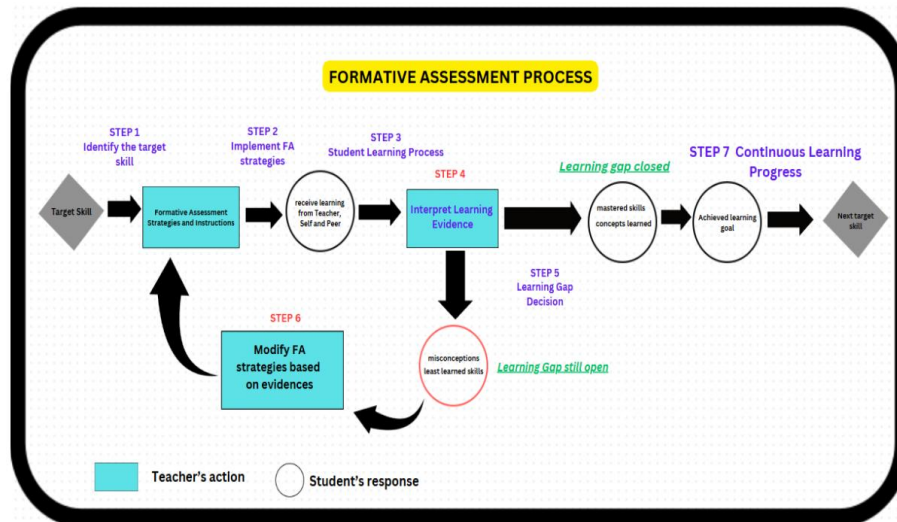 FORMATIVE ASSESSMENT PROCESS
STEP 1
Identify the target
skill
STEP 2
Implement FA
strategies
STEP 3
Student Learning Process
STEP 4
Learning gap closed
STEP 7 Continuous Learning
Progress
Target Skill
Formative Assessment
Strategies and Instructions
receive learning
from Teacher,
Self and Peer
Interpret Learning
Evidence
mastered skills
concepts learned
Achieved learning
goal
Next target
skill
STEP 5
Learning Gap
Decision
STEP 6
Modify FA
strategies based
on evidences
misconceptions
least learned skills
Learning Gap still open
Teacher's action
Student's response